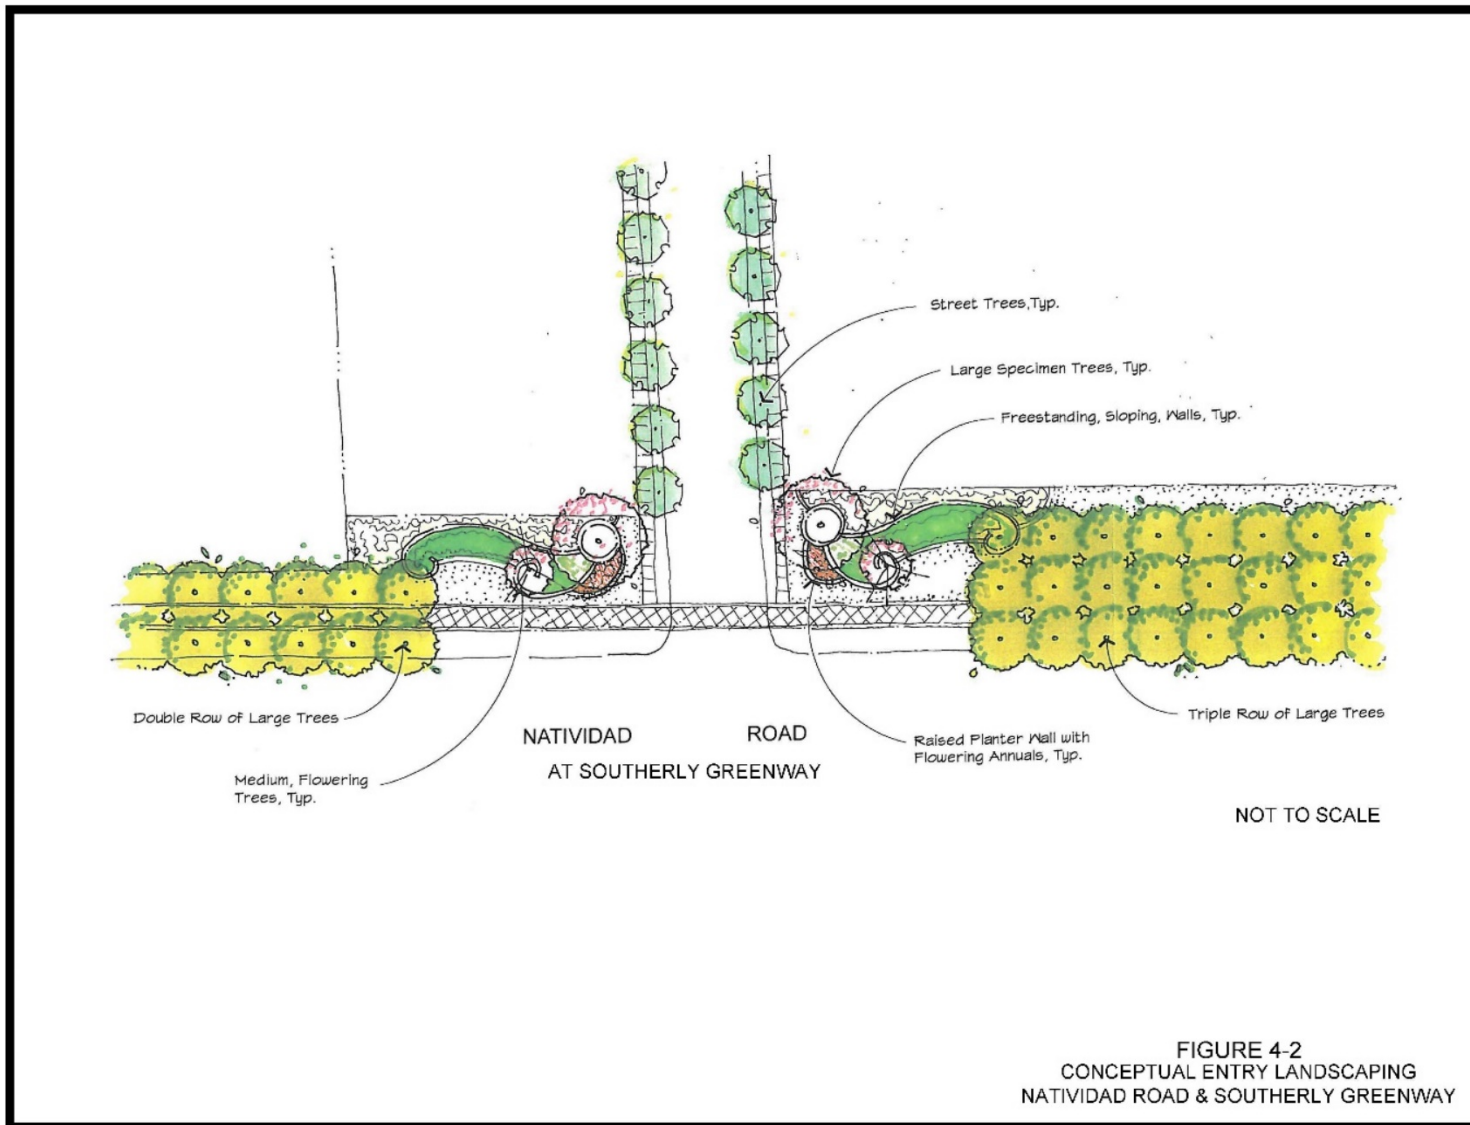 Street Trees, Typ.
Large Specimen Trees, Typ.
Freestanding, Sloping, Walls, Typ.
Double Row of Large Trees
Triple Row of Large Trees
NATIVIDAD ROAD
AT SOUTHERLY GREENWAY
Raised Planter Wall with
Flowering Annuals, Typ.
Medium, Flowering
Trees, Typ.
NOT TO SCALE
FIGURE 4-2
CONCEPTUAL ENTRY LANDSCAPING
NATIVIDAD ROAD & SOUTHERLY GREENWAY